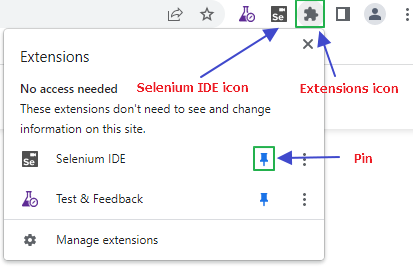 Se
Extensions
No access needed
Selenium IDE icon
Extensions icon
These extensions don't need to see and change
information on this site.
Se
Selenium IDE
Pin
Test & Feedback
Manage extensions